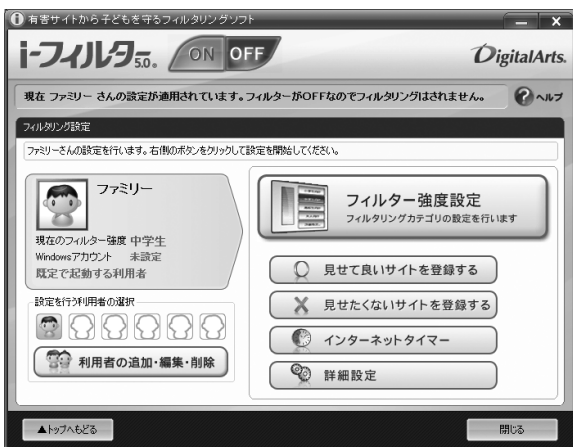 有害サイトから子どもを守るフィルタリングソフト
i-フィルター5.0. ON OFF
DigitalArts.
現在 ファミリー さんの設定が適用されています。フィルターがOFFなのでフィルタリングはされません。 ?ヘルプ
フィルタリング設定
ファミリーさんの設定を行います。右側のボタンをクリックして設定を開始してください。
ファミリー
現在のフィルター強度 中学生
Windowsアカウント 未設定
既定で起動する利用者
設定を行う利用者の選択
利用者の追加・編集・削除
フィルター強度設定
フィルタリングカテゴリの設定を行います
見せて良いサイトを登録する
見せたくないサイトを登録する
インターネットタイマー
詳細設定
▲トップへもどる
閉じる